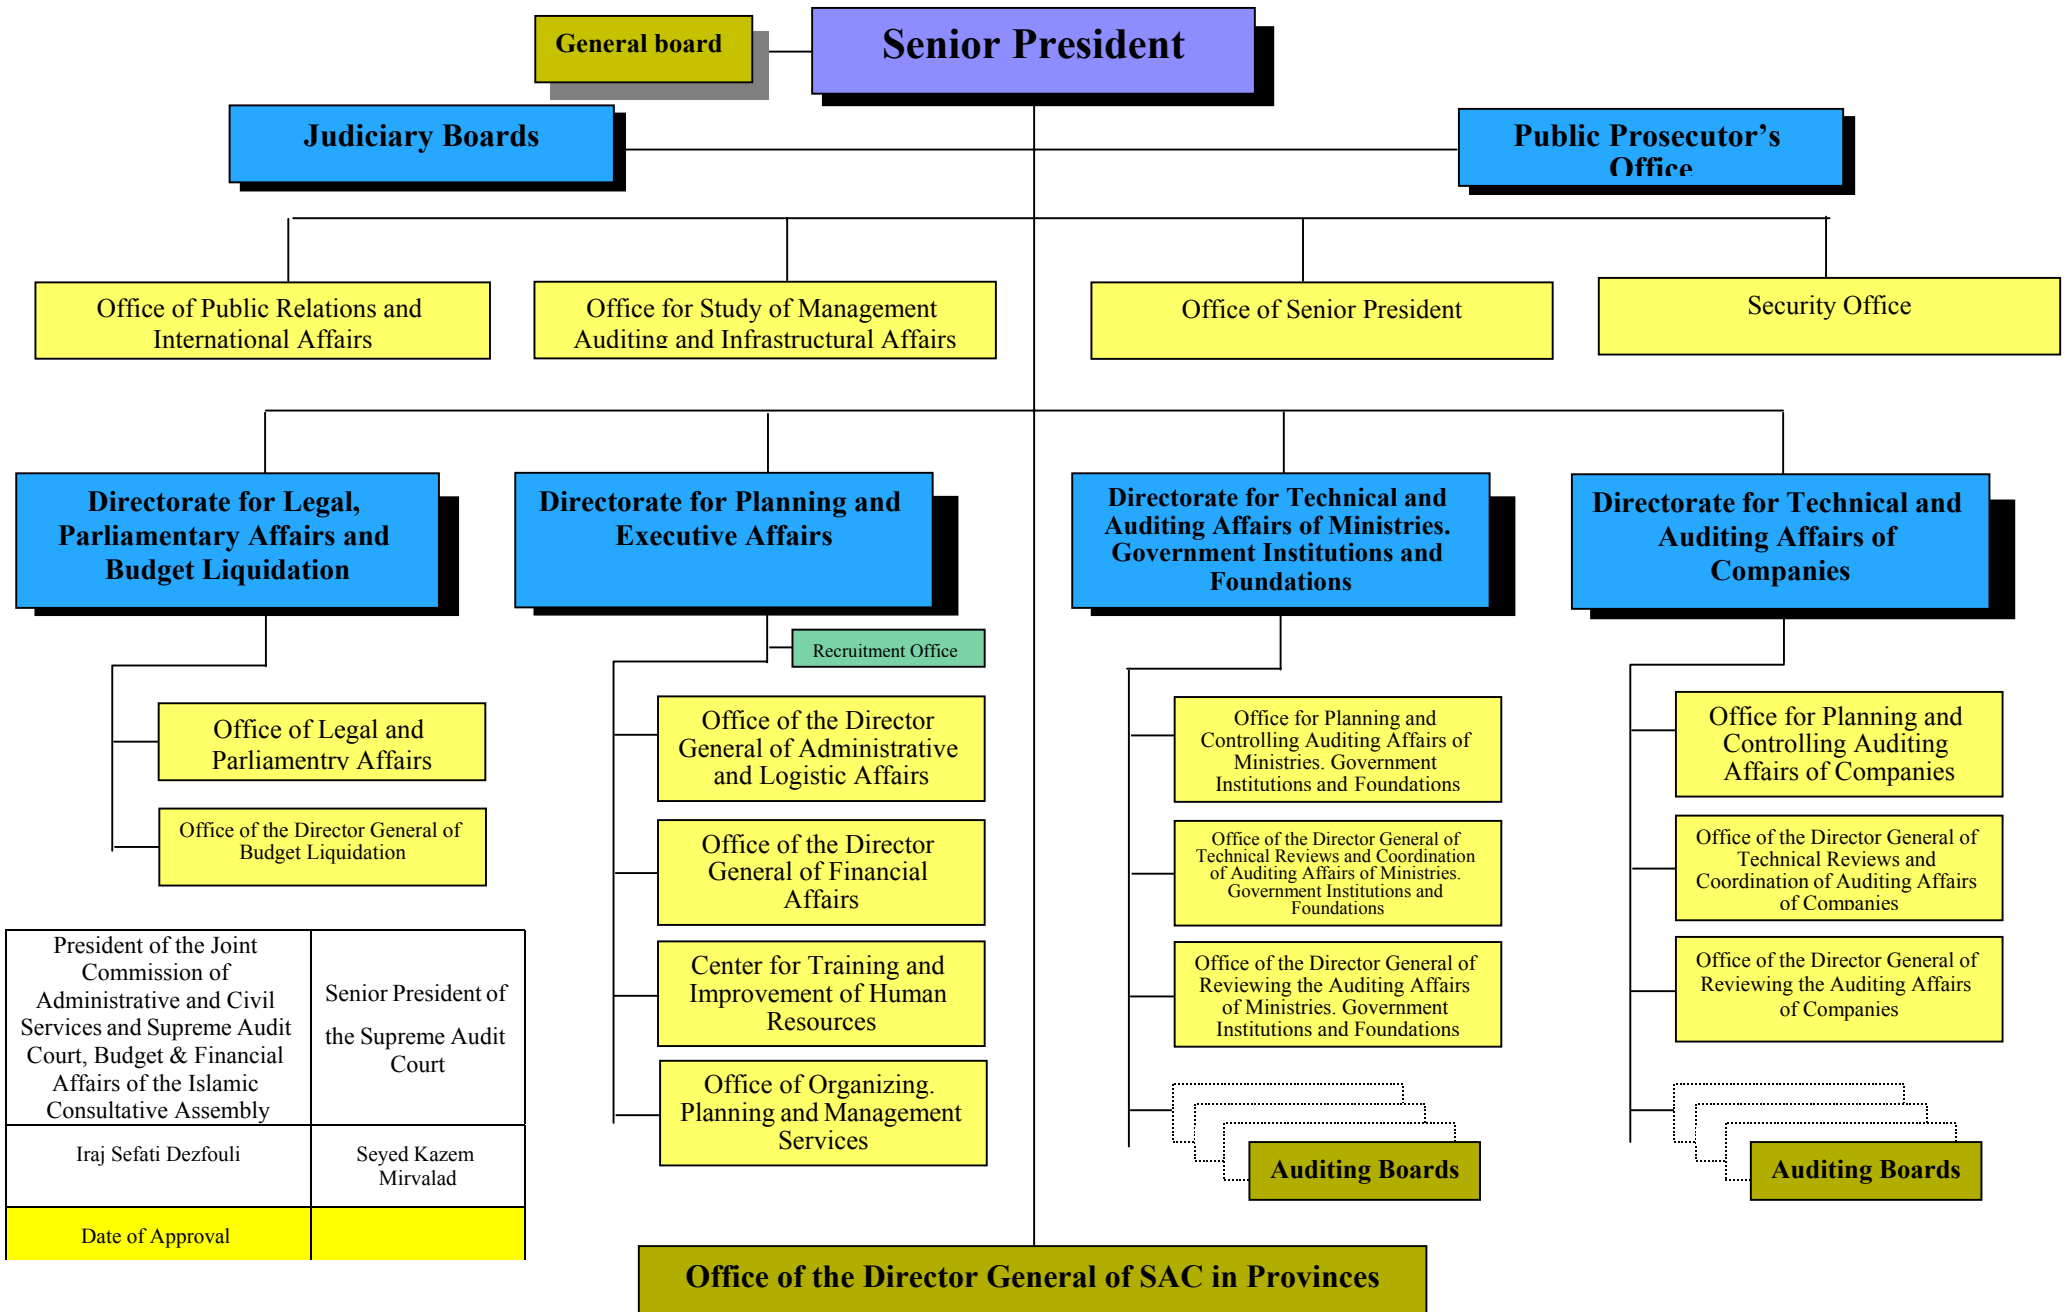 General board
Senior President
Judiciary Boards
Public Prosecutor’s
Office
Office of Public Relations and
International Affairs
Office for Study of Management
Auditing and Infrastructural Affairs
Office of Senior President
Security Office
Directorate for Legal,
Parliamentary Affairs and
Budget Liquidation
Directorate for Planning and
Executive Affairs
Directorate for Technical and
Auditing Affairs of Ministries.
Government Institutions and
Foundations
Directorate for Technical and
Auditing Affairs of
Companies
Office of Legal and
Parliamentry Affairs
Office of the Director General of
Budget Liquidation
Recruitment Office
Office of the Director
General of Administrative
and Logistic Affairs
Office of the Director
General of Financial
Affairs
Center for Training and
Improvement of Human
Resources
Office of Organizing.
Planning and Management
Services
Office for Planning and
Controlling Auditing Affairs of
Ministries. Government
Institutions and Foundations
Office of the Director General of
Technical Reviews and Coordination
of Auditing Affairs of Ministries.
Government Institutions and
Foundations
Office of the Director General of
Reviewing the Auditing Affairs
of Ministries. Government
Institutions and Foundations
Auditing Boards
Office for Planning and
Controlling Auditing
Affairs of Companies
Office of the Director General of
Technical Reviews and
Coordination of Auditing Affairs
of Companies
Office of the Director General of
Reviewing the Auditing Affairs
of Companies
Auditing Boards
President of the Joint
Commission of
Administrative and Civil
Services and Supreme Audit
Court, Budget & Financial
Affairs of the Islamic
Consultative Assembly
Senior President of
the Supreme Audit
Court
Iraj Sefati Dezfouli
Seyed Kazem
Mirvalad
Date of Approval
Office of the Director General of SAC in Provinces